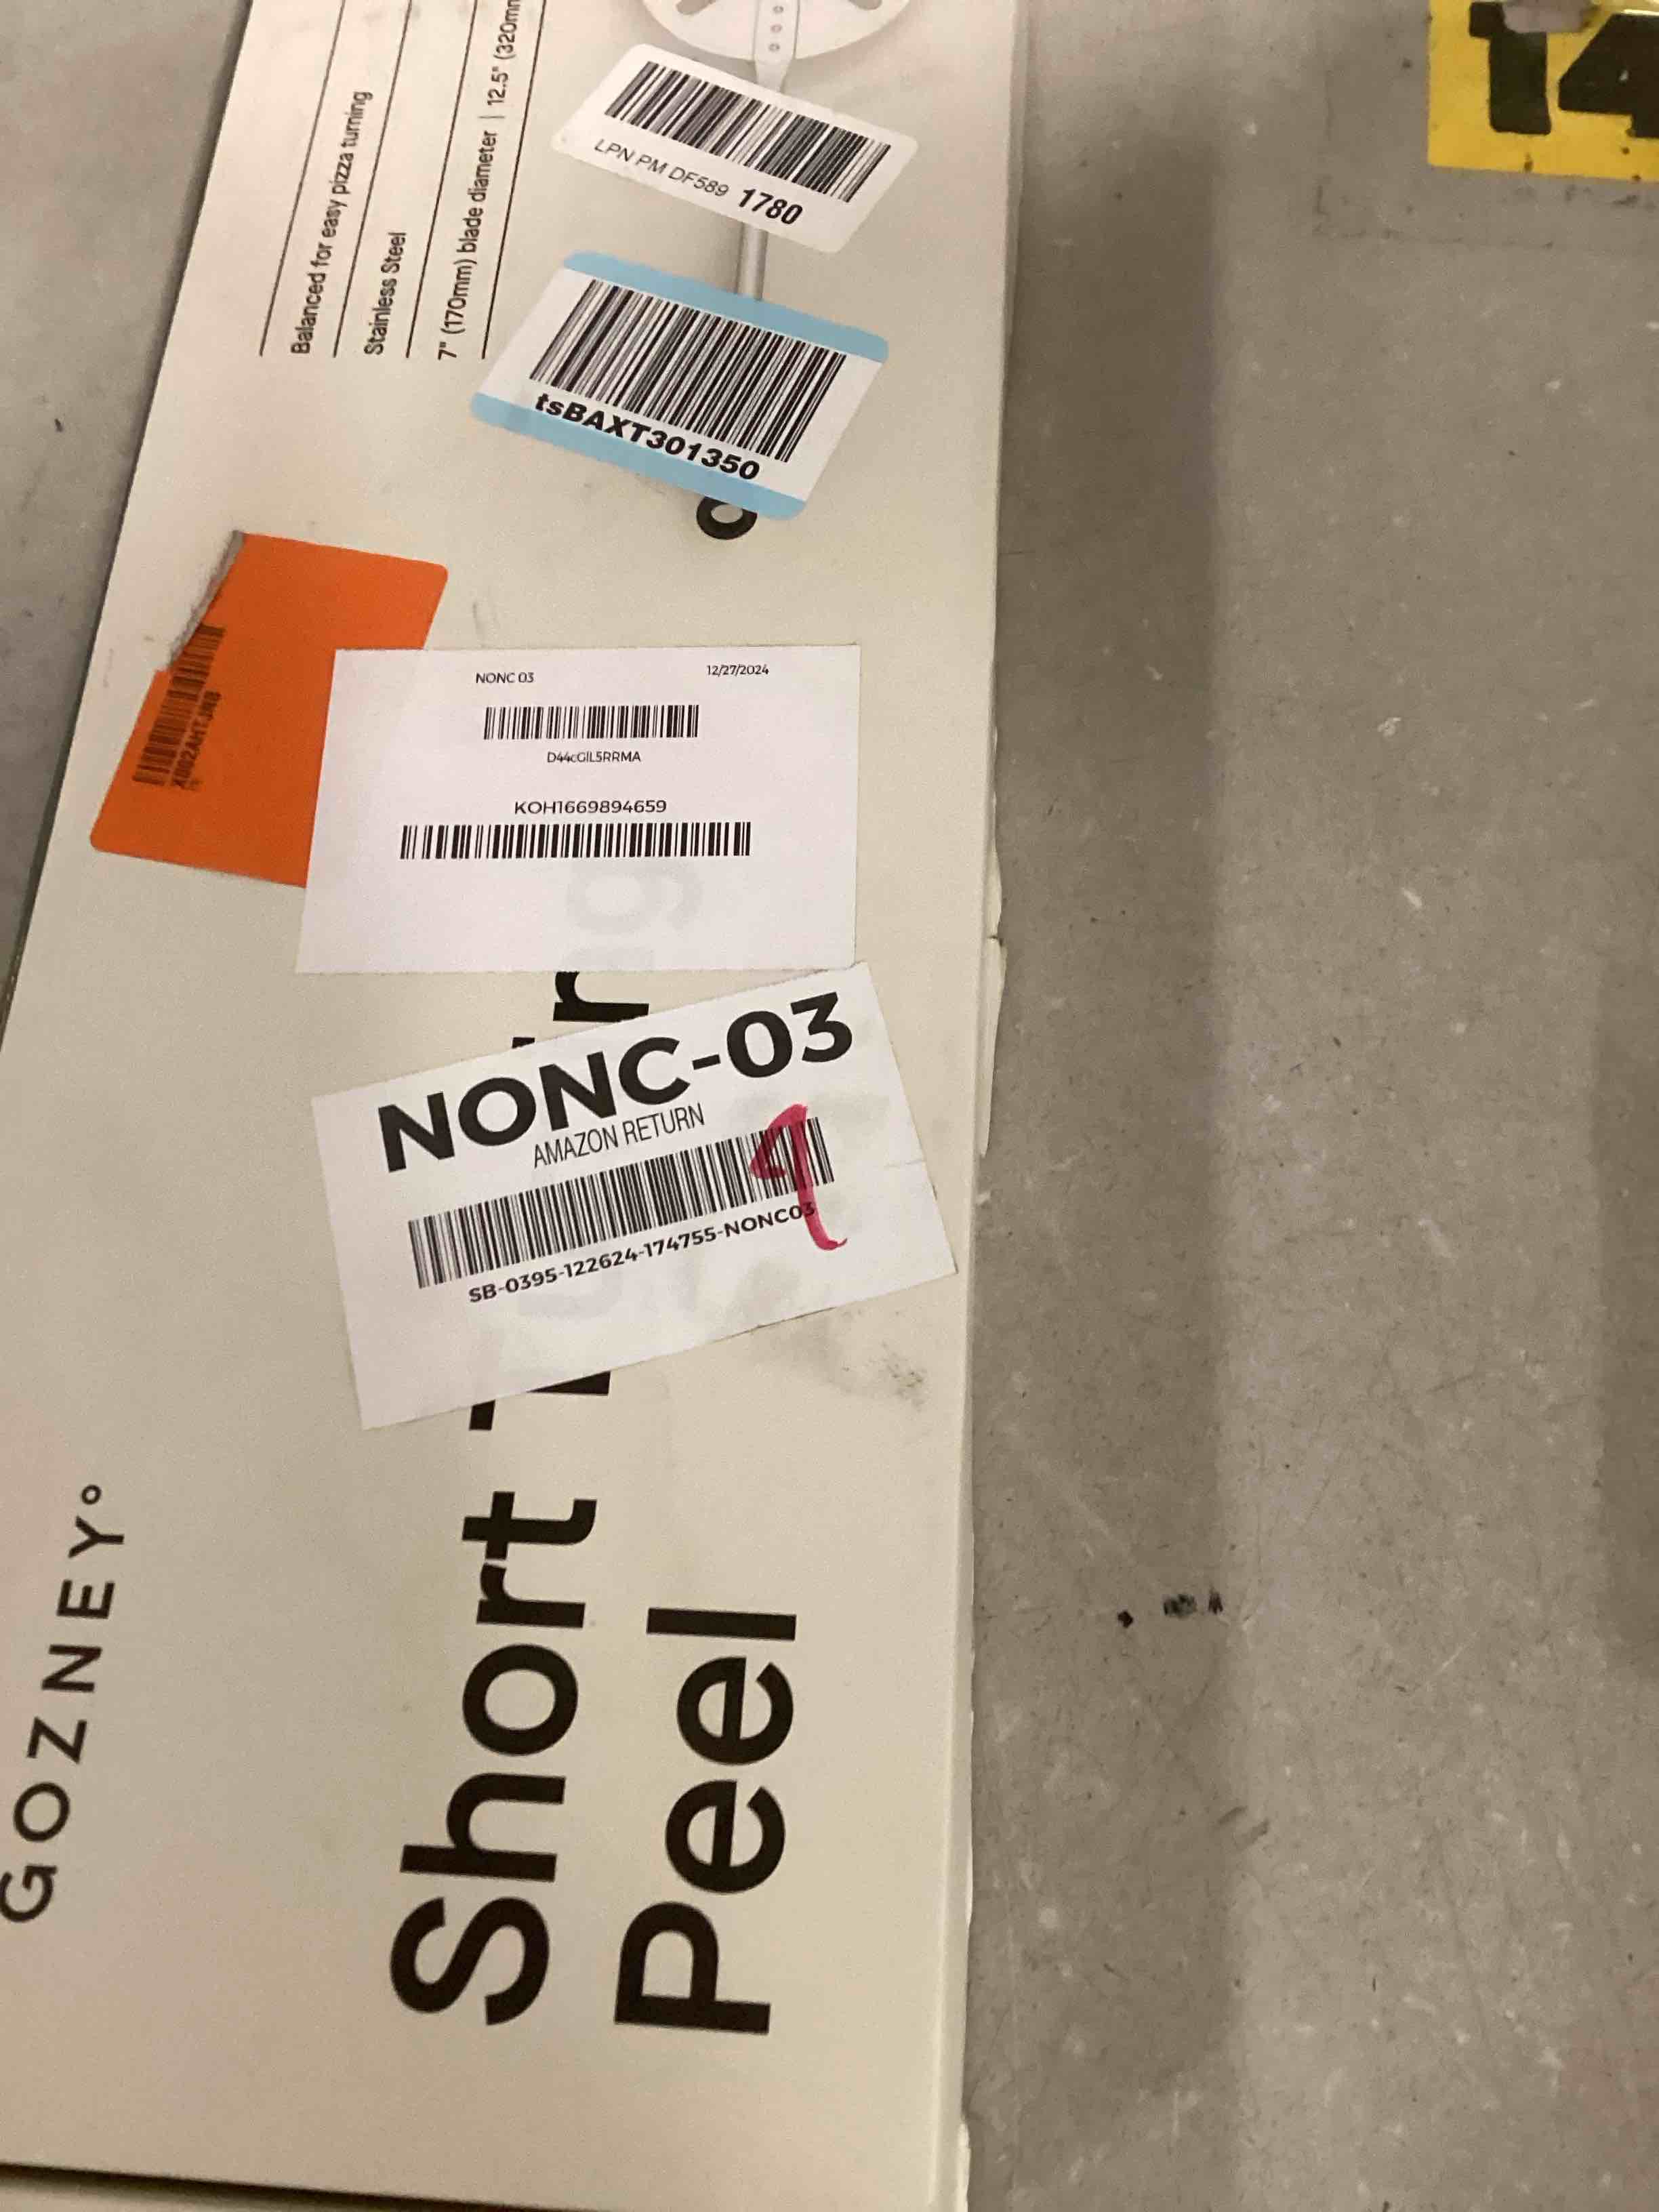 GOZNEY
Short T
Peel
Balanced for easy pizza turning
Stainless Steel
7" (170mm) blade diameter | 12.5" (320mm
LPN PM DF589 1780
tsBAXT301350
NONC 03
12/27/2024
D44cGIL5RRMA
KOH1669894659
NONC-03
AMAZON RETURN
SB-0395-122624-174755-NONC03
14